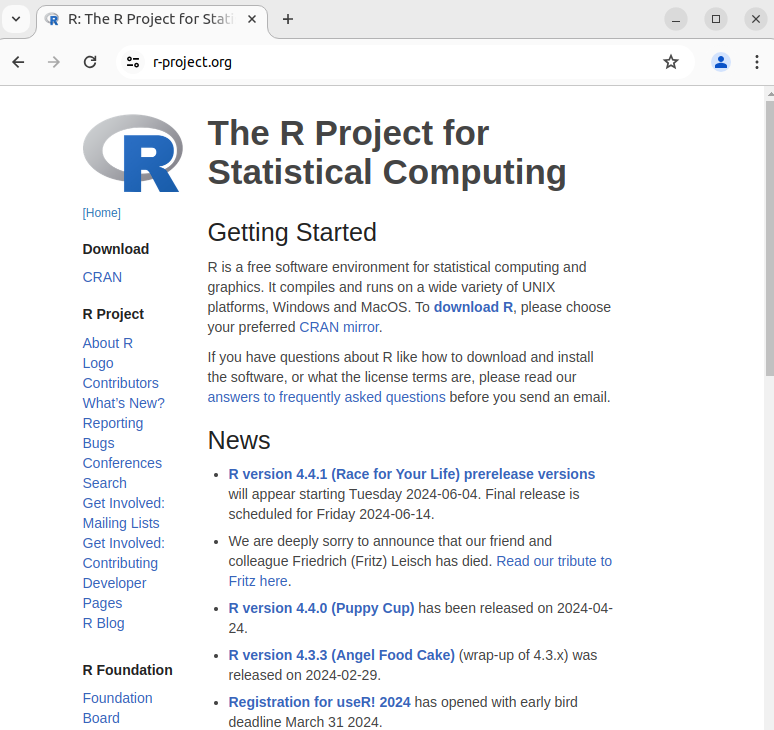 R: The R Project for Stati
r-project.org
R
The R Project for
Statistical Computing
[Home]
Download
CRAN
R Project
About R
Logo
Contributors
What's New?
Reporting
Bugs
Conferences
Search
Get Involved:
Mailing Lists
Get Involved:
Contributing
Developer
Pages
R Blog
R Foundation
Foundation
Board
Getting Started
R is a free software environment for statistical computing and
graphics. It compiles and runs on a wide variety of UNIX
platforms, Windows and MacOS. To download R, please choose
your preferred CRAN mirror.
If you have questions about R like how to download and install
the software, or what the license terms are, please read our
answers to frequently asked questions before you send an email.
News
• R version 4.4.1 (Race for Your Life) prerelease versions
will appear starting Tuesday 2024-06-04. Final release is
scheduled for Friday 2024-06-14.
• We are deeply sorry to announce that our friend and
colleague Friedrich (Fritz) Leisch has died. Read our tribute to
Fritz here.
• R version 4.4.0 (Puppy Cup) has been released on 2024-04-
24.
• R version 4.3.3 (Angel Food Cake) (wrap-up of 4.3.x) was
released on 2024-02-29.
• Registration for useR! 2024 has opened with early bird
deadline March 31 2024.